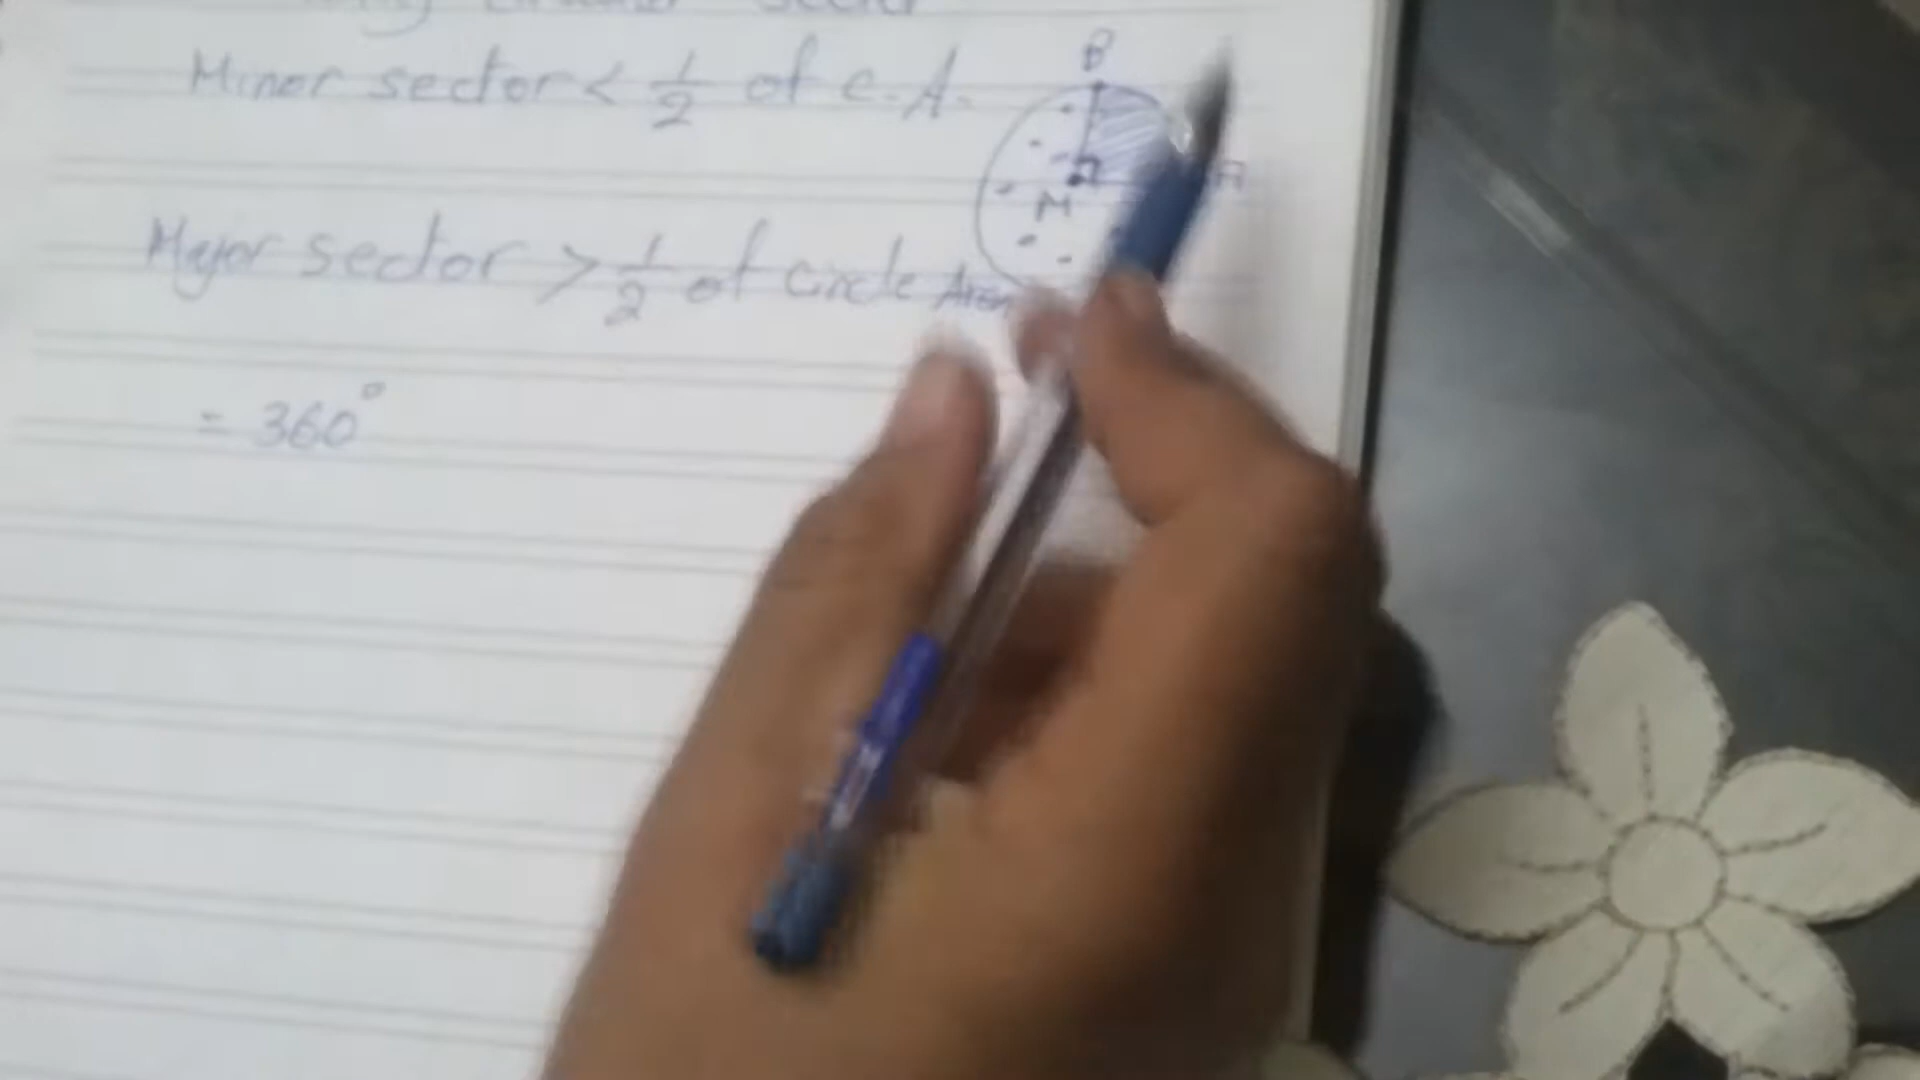 Minor sector < 1/2 of C.A.
B
A
M
Major sector > 1/2 of circle Area
= 360°